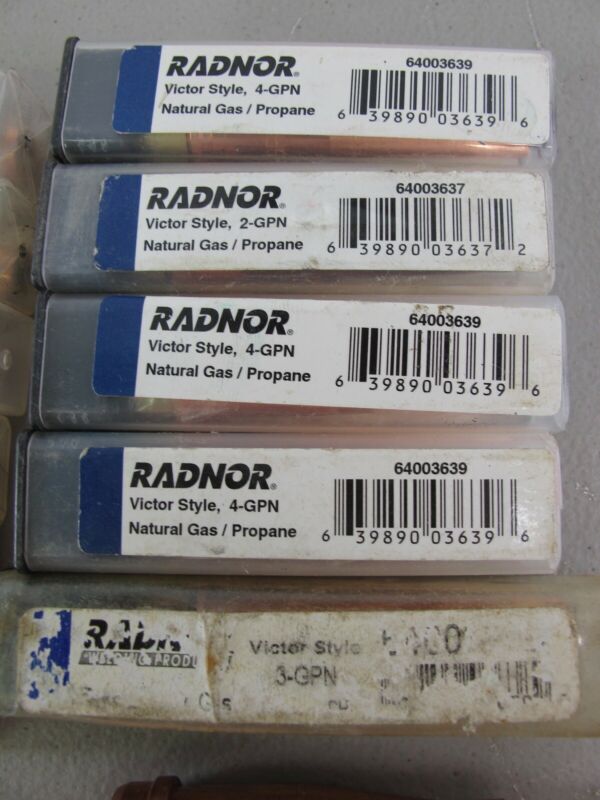 RADNOR®
64003639
Victor Style, 4-GPN
Natural Gas / Propane
6 39890 03639 6
RADNOR®
64003637
Victor Style, 2-GPN
Natural Gas / Propane
6 39890 03637 2
RADNOR®
64003639
Victor Style, 4-GPN
Natural Gas / Propane
6 39890 03639 6
RADNOR®
64003639
Victor Style, 4-GPN
Natural Gas / Propane
6 39890 03639 6
Victor Style
3-GPN